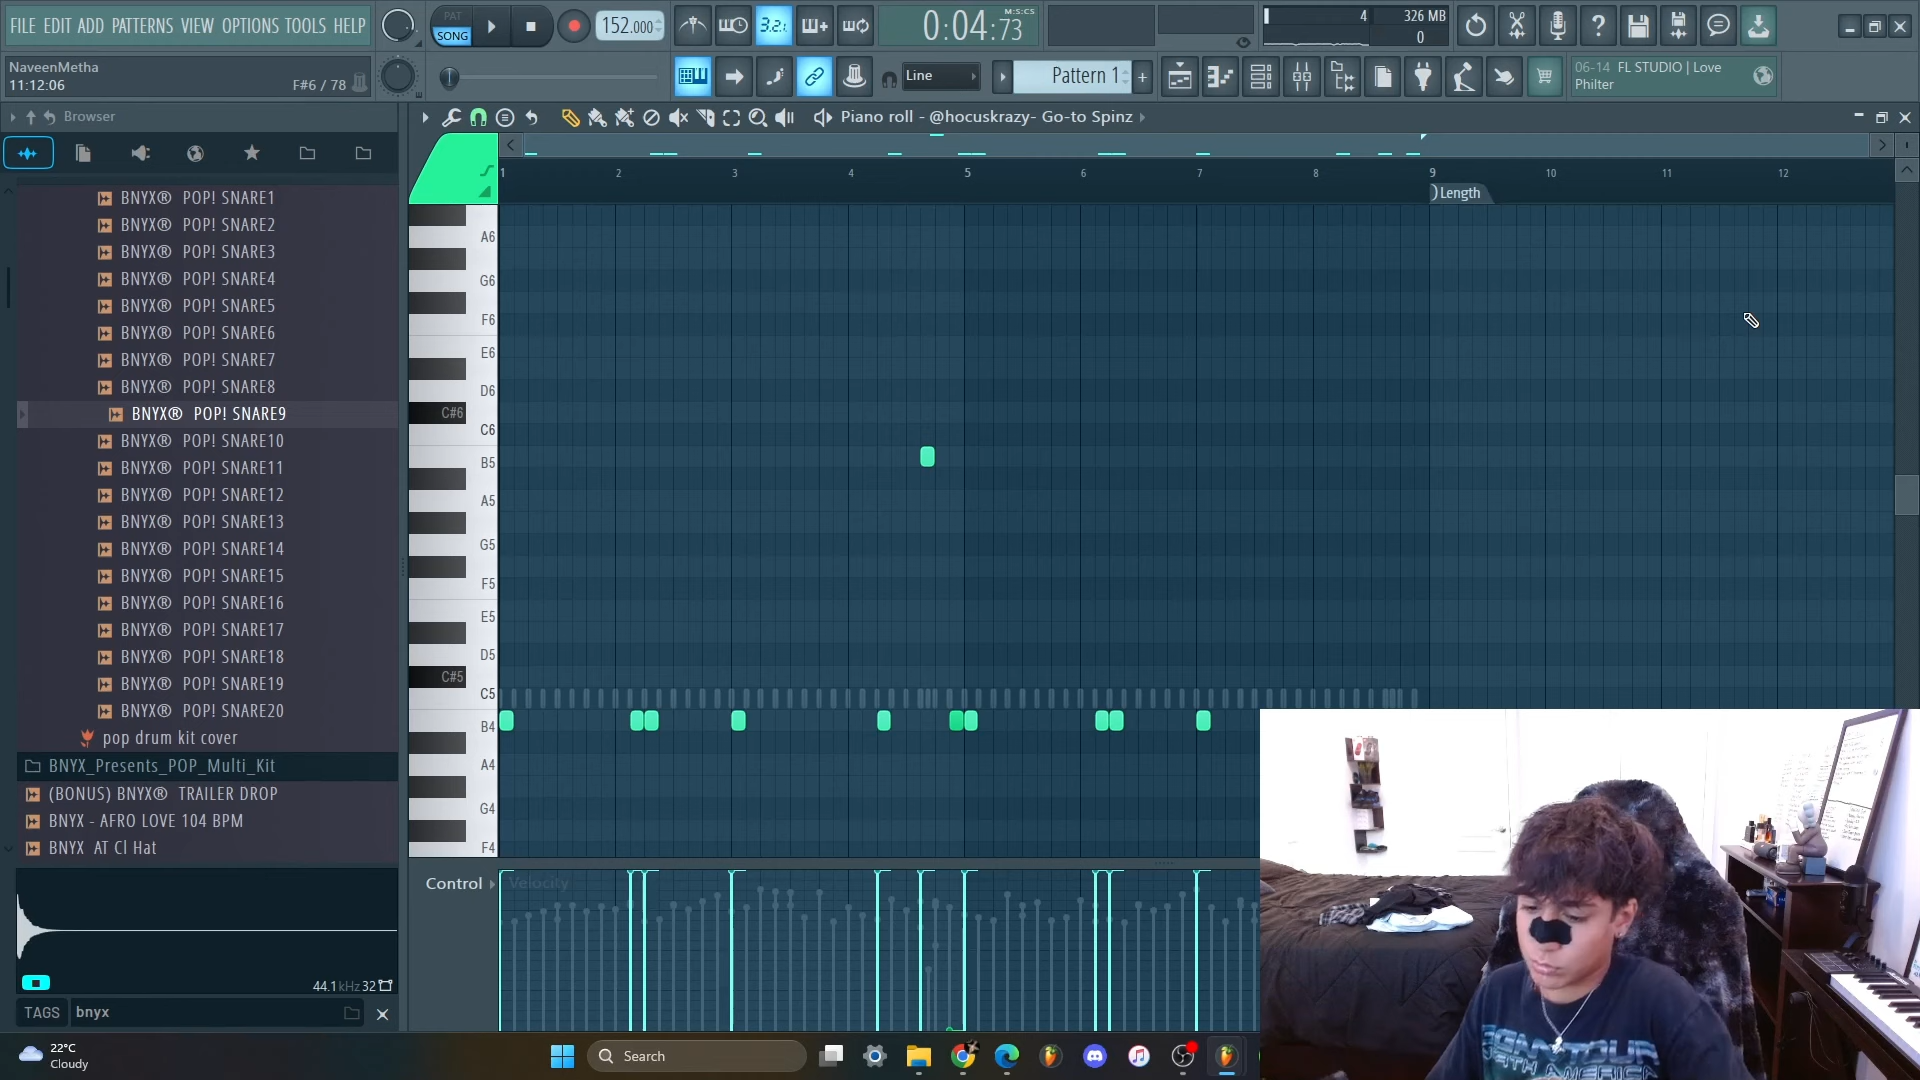 FILE EDIT ADD PATTERNS VIEW OPTIONS TOOLS HELP
PAT
SONG
152.000
3.2.
M:S:CS
0:04:73
4
326 MB
0
NaveenMetha
11:12:06
F#6 / 78
Line
Pattern 1
06-14 FL STUDIO | Love
Philter
Browser
Piano roll - @hocuskrazy- Go-to Spinz
1 2 3 4 5 6 7 8 9 10 11 12
Length
BNYX® POP! SNARE1
BNYX® POP! SNARE2
BNYX® POP! SNARE3
BNYX® POP! SNARE4
BNYX® POP! SNARE5
BNYX® POP! SNARE6
BNYX® POP! SNARE7
BNYX® POP! SNARE8
BNYX® POP! SNARE9
BNYX® POP! SNARE10
BNYX® POP! SNARE11
BNYX® POP! SNARE12
BNYX® POP! SNARE13
BNYX® POP! SNARE14
BNYX® POP! SNARE15
BNYX® POP! SNARE16
BNYX® POP! SNARE17
BNYX® POP! SNARE18
BNYX® POP! SNARE19
BNYX® POP! SNARE20
pop drum kit cover
BNYX_Presents_POP_Multi_Kit
(BONUS) BNYX® TRAILER DROP
BNYX - AFRO LOVE 104 BPM
BNYX AT Cl Hat
A6
G6
F6
E6
D6
C#6
C6
B5
A5
G5
F5
E5
D5
C#5
C5
B4
A4
G4
F4
Control
Velocity
44.1kHz 32
TAGS
bnyx
22°C
Cloudy
Search